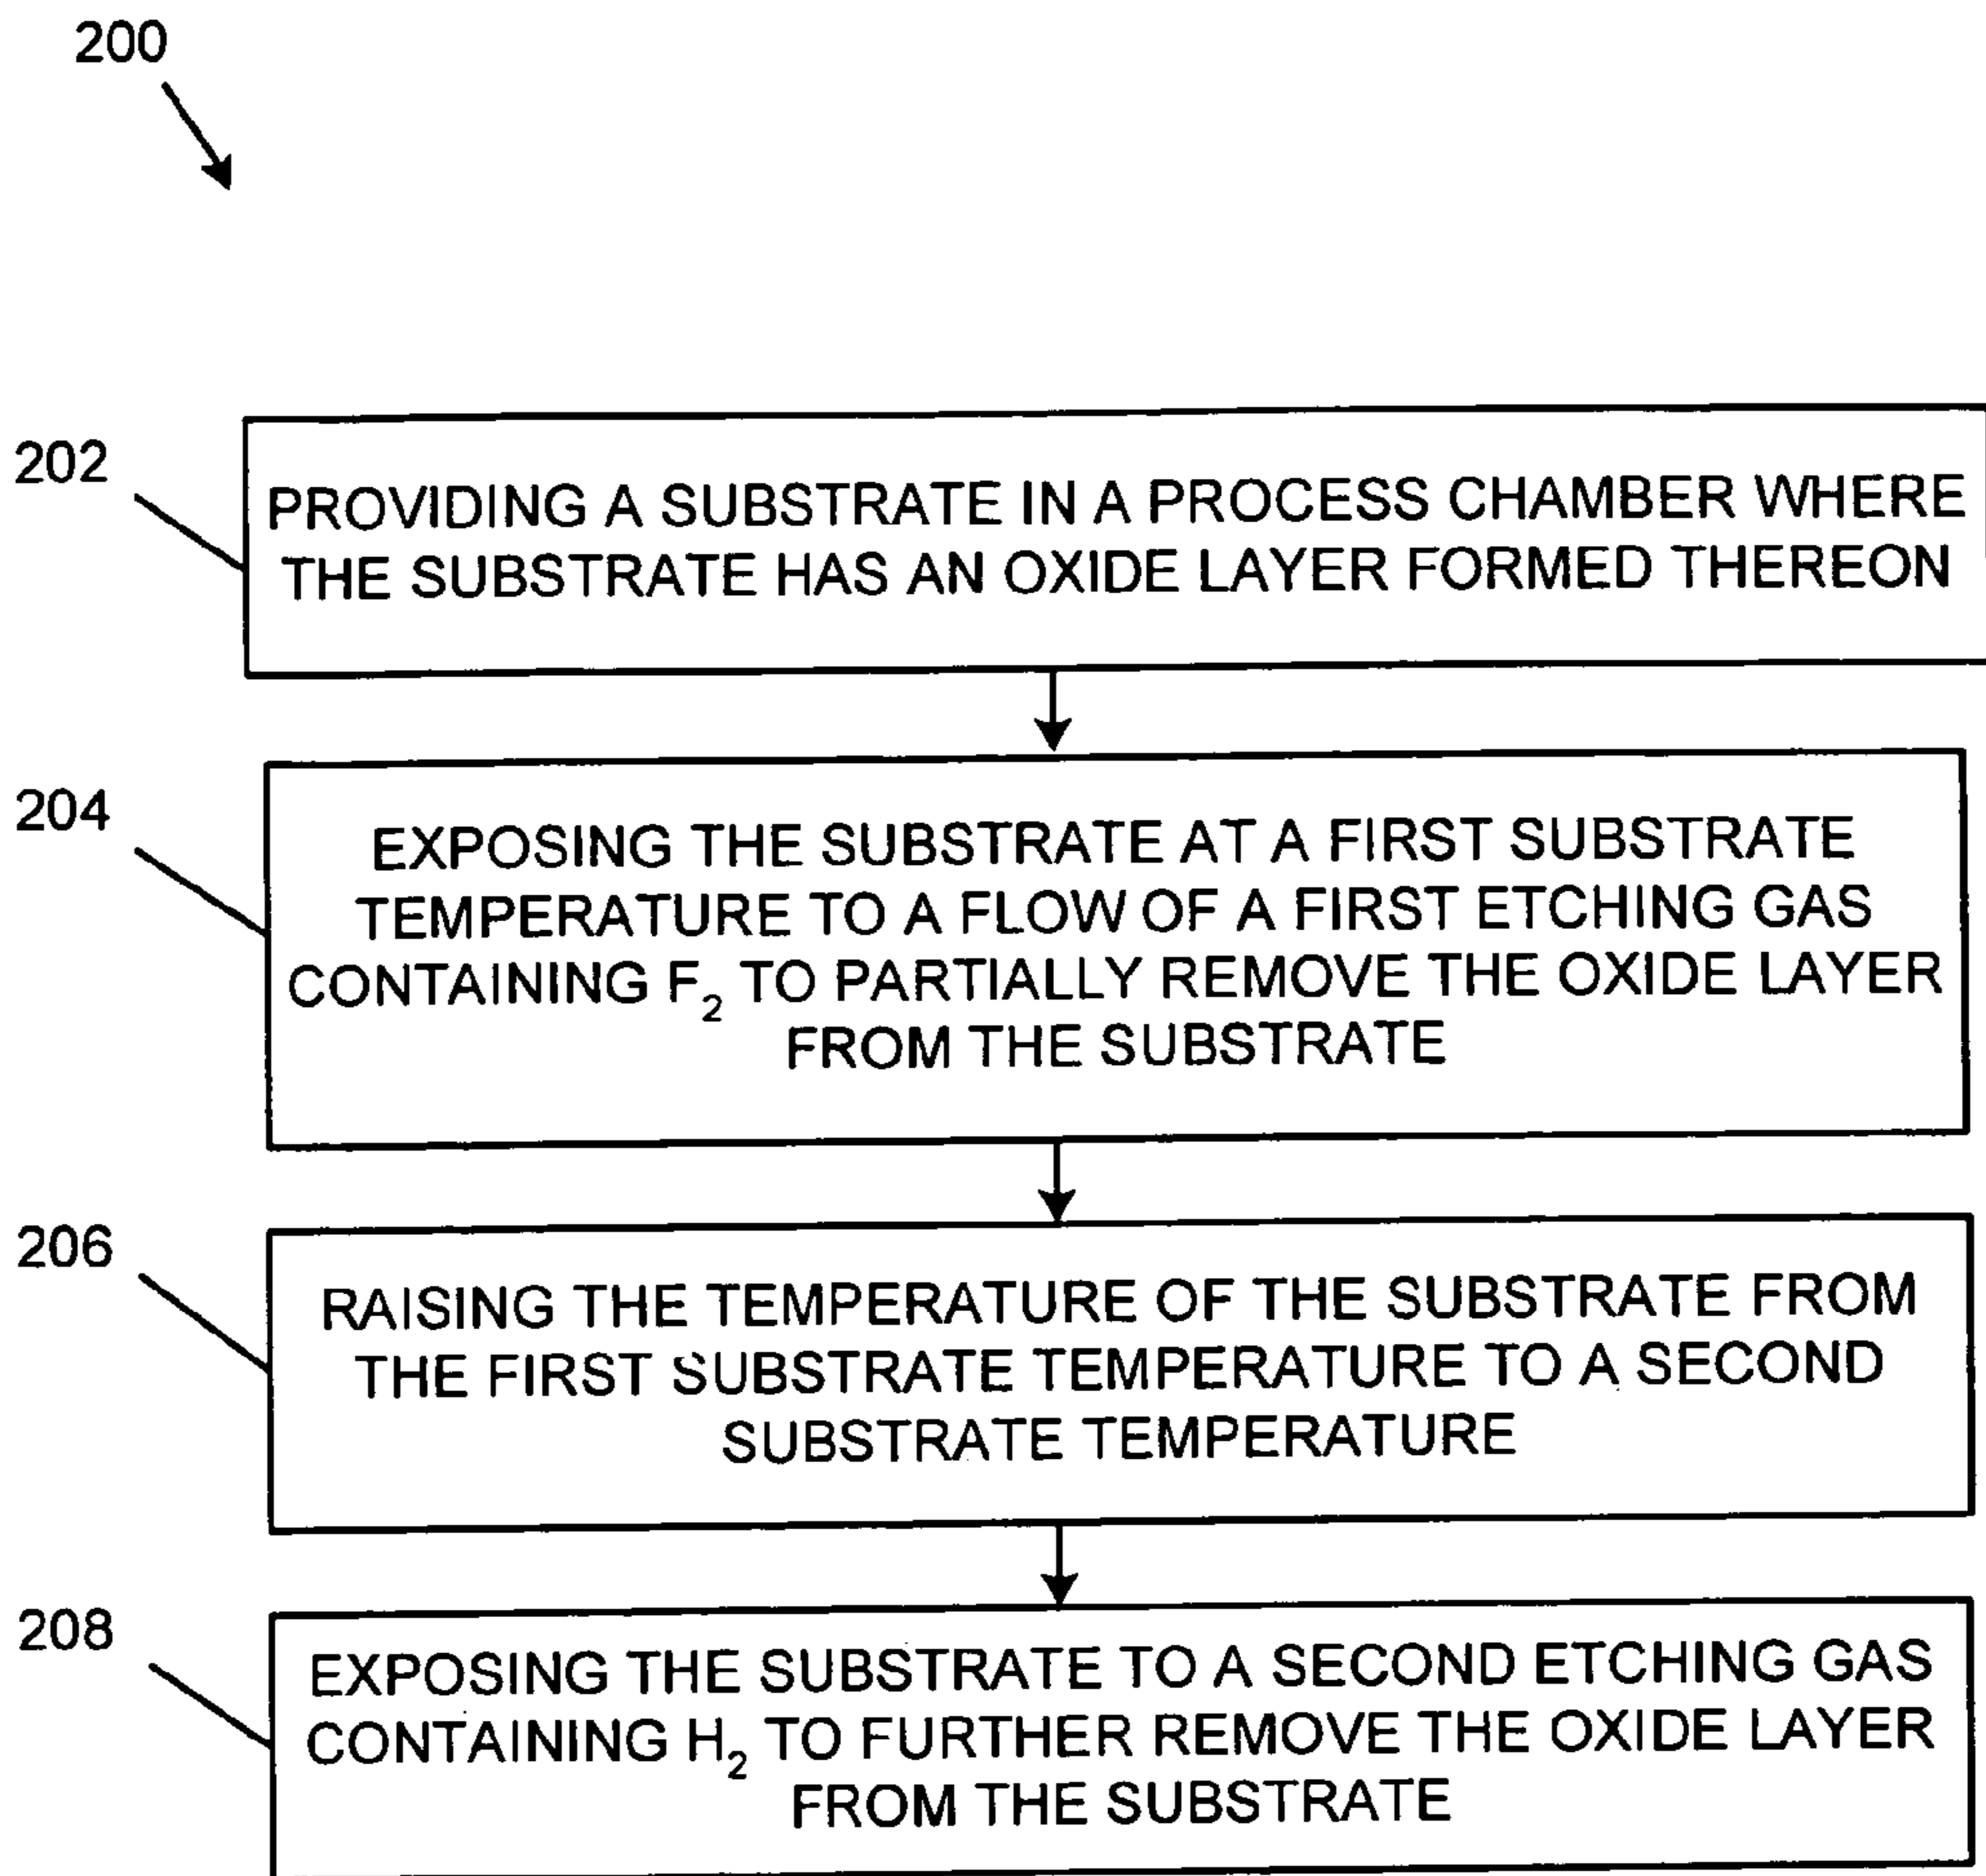 200
202
PROVIDING A SUBSTRATE IN A PROCESS CHAMBER WHERE
THE SUBSTRATE HAS AN OXIDE LAYER FORMED THEREON
204
EXPOSING THE SUBSTRATE AT A FIRST SUBSTRATE
TEMPERATURE TO A FLOW OF A FIRST ETCHING GAS
CONTAINING F₂ TO PARTIALLY REMOVE THE OXIDE LAYER
FROM THE SUBSTRATE
206
RAISING THE TEMPERATURE OF THE SUBSTRATE FROM
THE FIRST SUBSTRATE TEMPERATURE TO A SECOND
SUBSTRATE TEMPERATURE
208
EXPOSING THE SUBSTRATE TO A SECOND ETCHING GAS
CONTAINING H₂ TO FURTHER REMOVE THE OXIDE LAYER
FROM THE SUBSTRATE